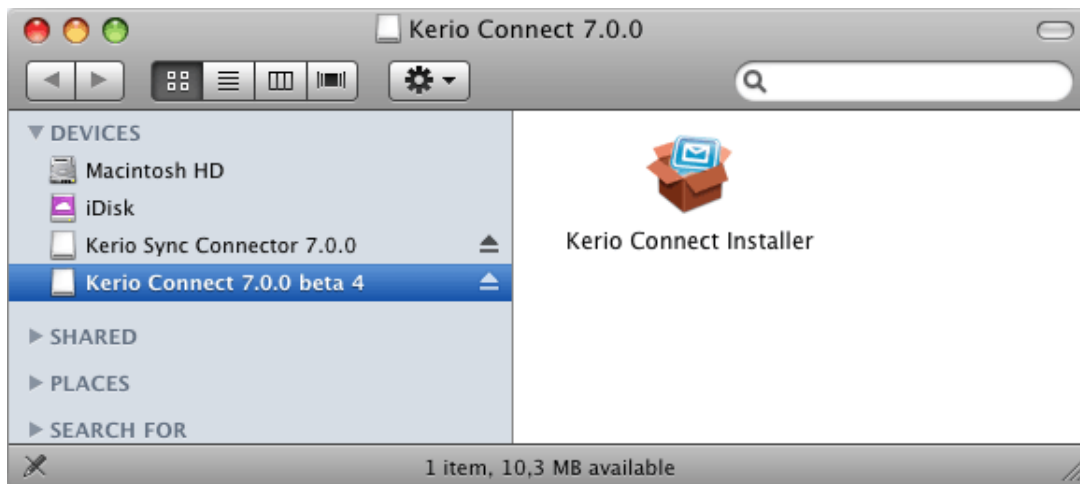 Kerio Connect 7.0.0
DEVICES
Macintosh HD
iDisk
Kerio Sync Connector 7.0.0
Kerio Connect 7.0.0 beta 4
SHARED
PLACES
SEARCH FOR
Kerio Connect Installer
1 item, 10,3 MB available